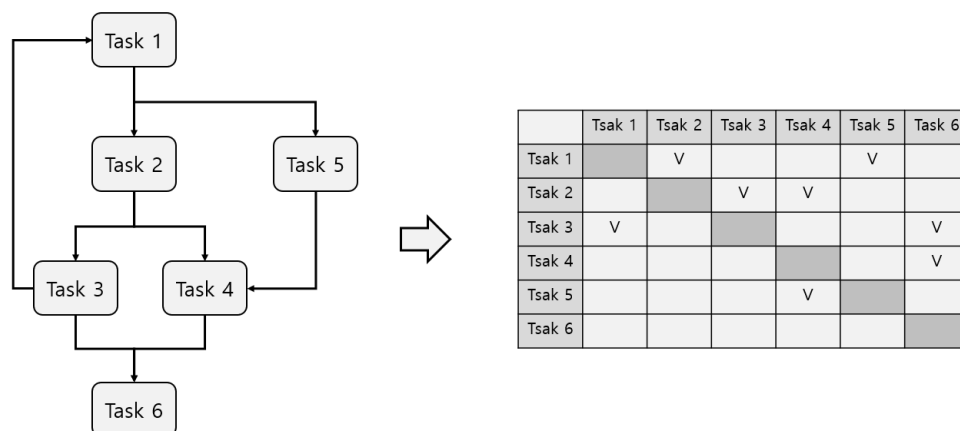 Task 1
Task 2
Task 5
Task 3
Task 4
Task 6
Tsak 1 Tsak 2 Tsak 3 Tsak 4 Tsak 5 Task 6
Tsak 1 V V
Tsak 2 V V
Tsak 3 V V
Tsak 4 V
Tsak 5 V
Tsak 6